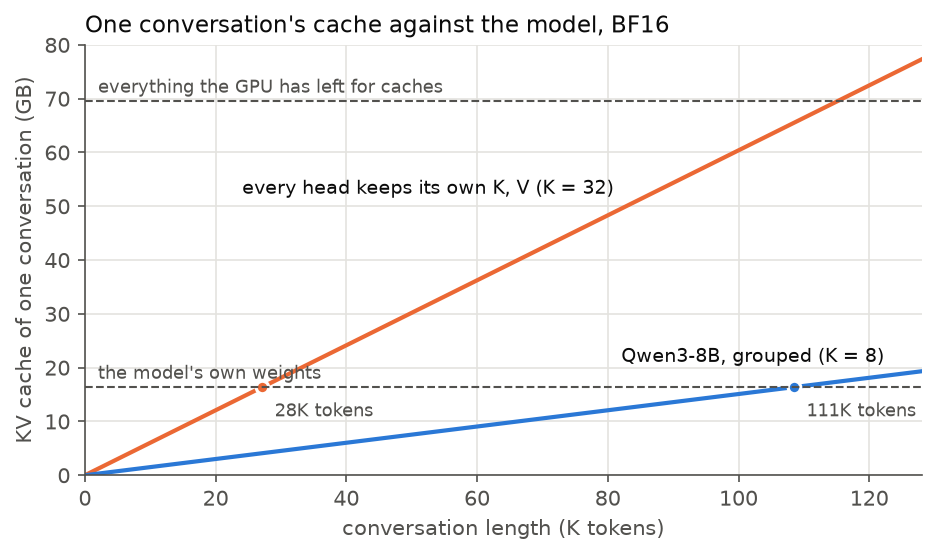 One conversation's cache against the model, BF16
KV cache of one conversation (GB)
80
70
60
50
40
30
20
10
0
everything the GPU has left for caches
every head keeps its own K, V (K = 32)
Qwen3-8B, grouped (K = 8)
the model's own weights
28K tokens
111K tokens
0 20 40 60 80 100 120
conversation length (K tokens)